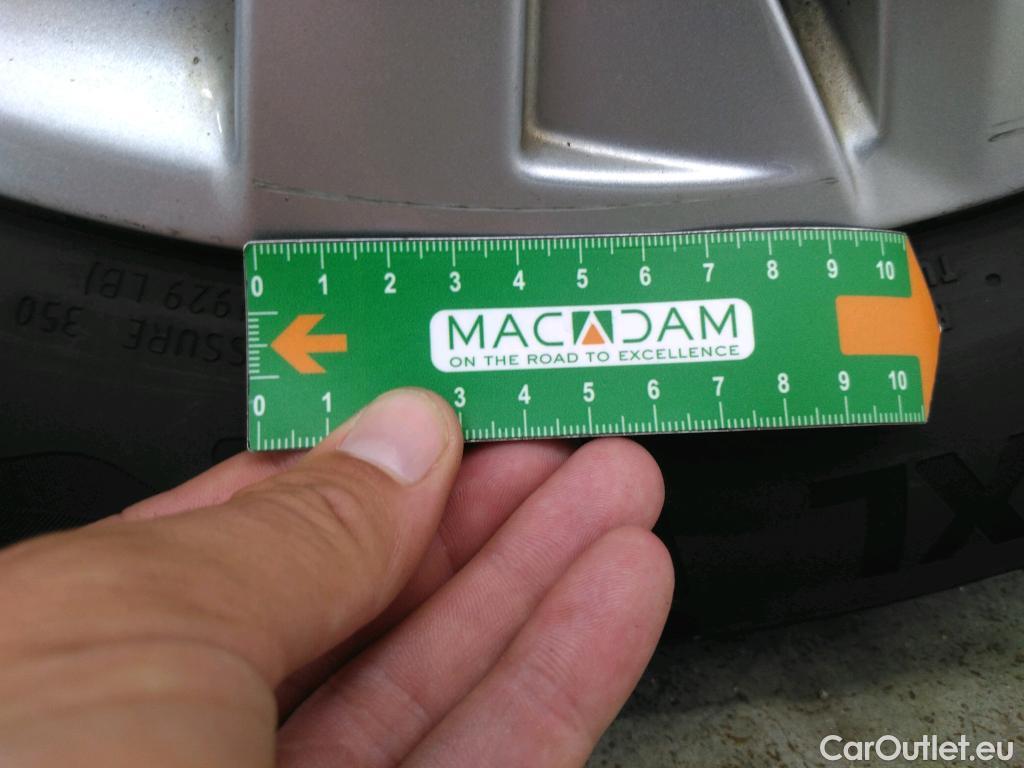 0 1 2 3 4 5 6 7 8 9 10
MACADAM
ON THE ROAD TO EXCELLENCE
0 1 3 4 5 6 7 8 9 10
929 LB)
SSURE 350
XL
CarOutlet.eu